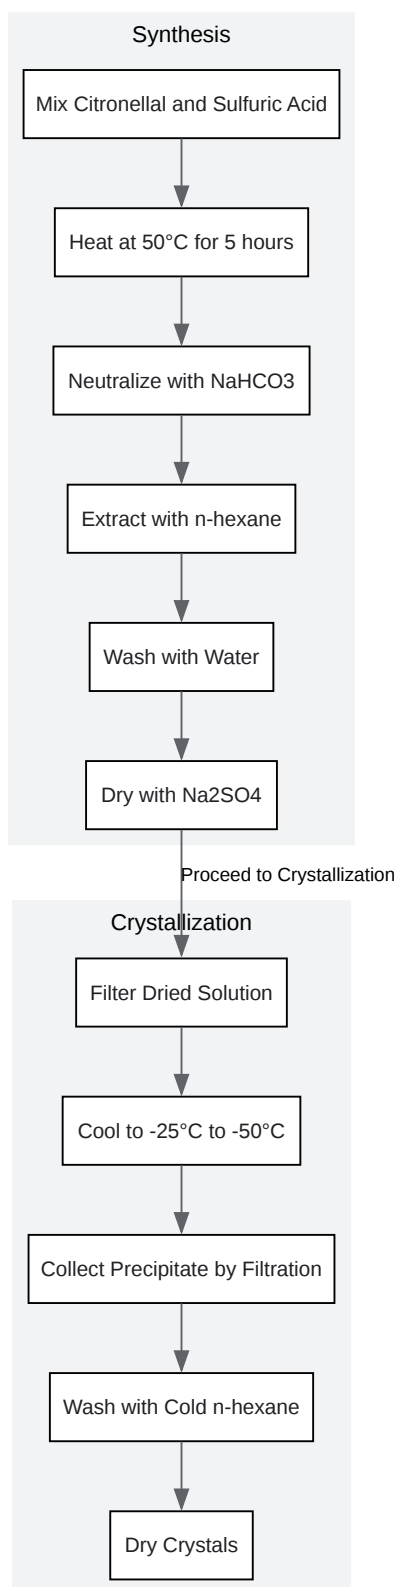 Synthesis
Mix Citronellal and Sulfuric Acid
Heat at 50°C for 5 hours
Neutralize with NaHCO3
Extract with n-hexane
Wash with Water
Dry with Na2SO4
Proceed to Crystallization
Crystallization
Filter Dried Solution
Cool to -25°C to -50°C
Collect Precipitate by Filtration
Wash with Cold n-hexane
Dry Crystals